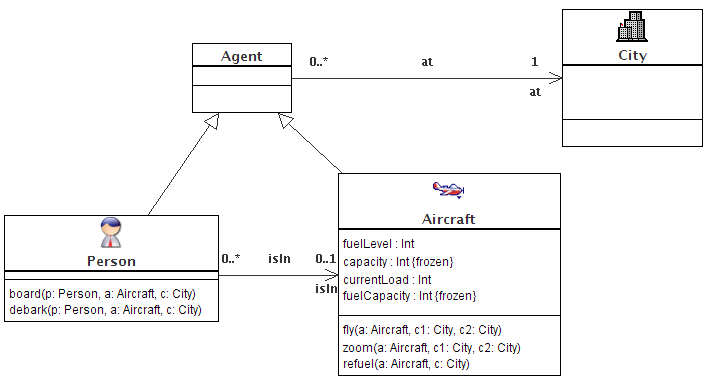 City
Agent
0..*
at
1
at
Aircraft
fuelLevel : Int
capacity : Int {frozen}
currentLoad : Int
fuelCapacity : Int {frozen}
fly(a: Aircraft, c1: City, c2: City)
zoom(a: Aircraft, c1: City, c2: City)
refuel(a: Aircraft, c: City)
Person
board(p: Person, a: Aircraft, c: City)
debark(p: Person, a: Aircraft, c: City)
0..*
isIn
0..1
isIn